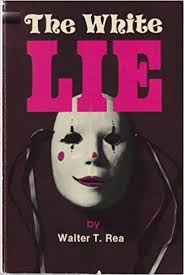 The White
LIE
by
Walter T. Rea